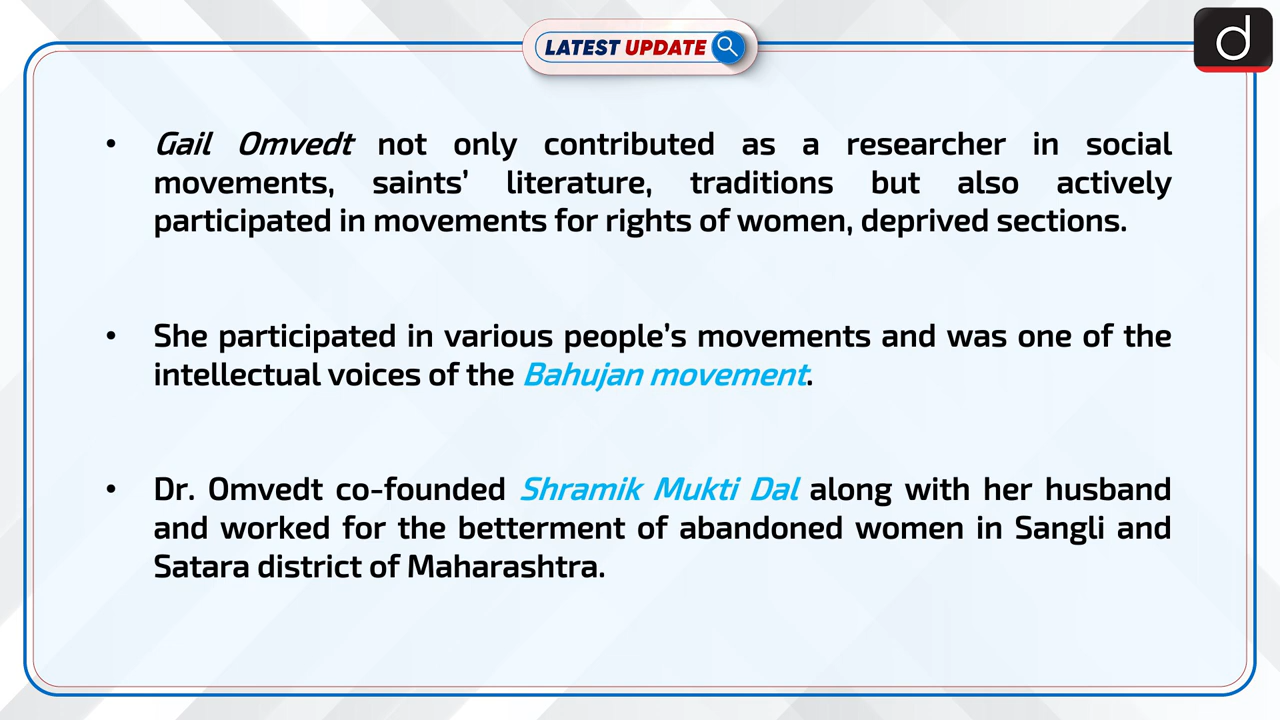 LATEST UPDATE
d
• Gail Omvedt not only contributed as a researcher in social
movements, saints’ literature, traditions but also actively
participated in movements for rights of women, deprived sections.
• She participated in various people’s movements and was one of the
intellectual voices of the Bahujan movement.
• Dr. Omvedt co-founded Shramik Mukti Dal along with her husband
and worked for the betterment of abandoned women in Sangli and
Satara district of Maharashtra.